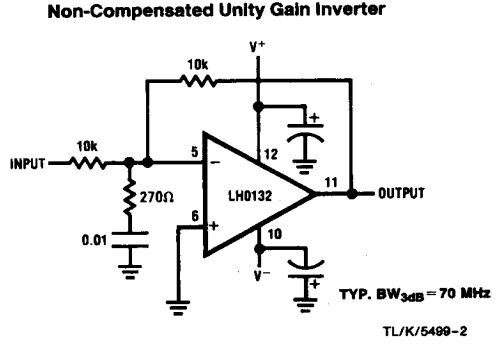 Non-Compensated Unity Gain Inverter
V+
10k
+
10k
5
12
INPUT
−
11
270Ω
LH0132
OUTPUT
6
+
0.01
10
V−
+
TYP. BW3dB = 70 MHz
TL/K/5499-2